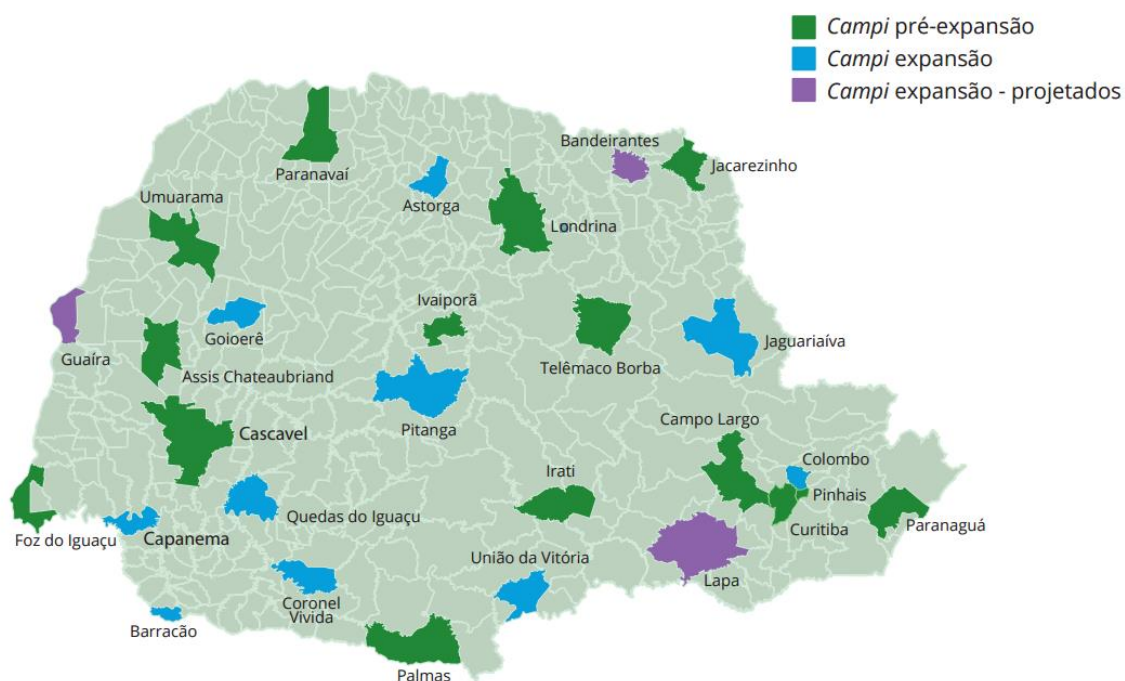 Campi pré-expansão
Campi expansão
Campi expansão - projetados
Bandeirantes
Jacarezinho
Paranavaí
Umuarama
Astorga
Londrina
Ivaiporã
Goioerê
Guaíra
Jaguariaíva
Telêmaco Borba
Assis Chateaubriand
Campo Largo
Pitanga
Cascavel
Colombo
Irati
Pinhais
Quedas do Iguaçu
Paranaguá
Curitiba
Foz do Iguaçu
Capanema
União da Vitória
Lapa
Coronel
Vivida
Barracão
Palmas